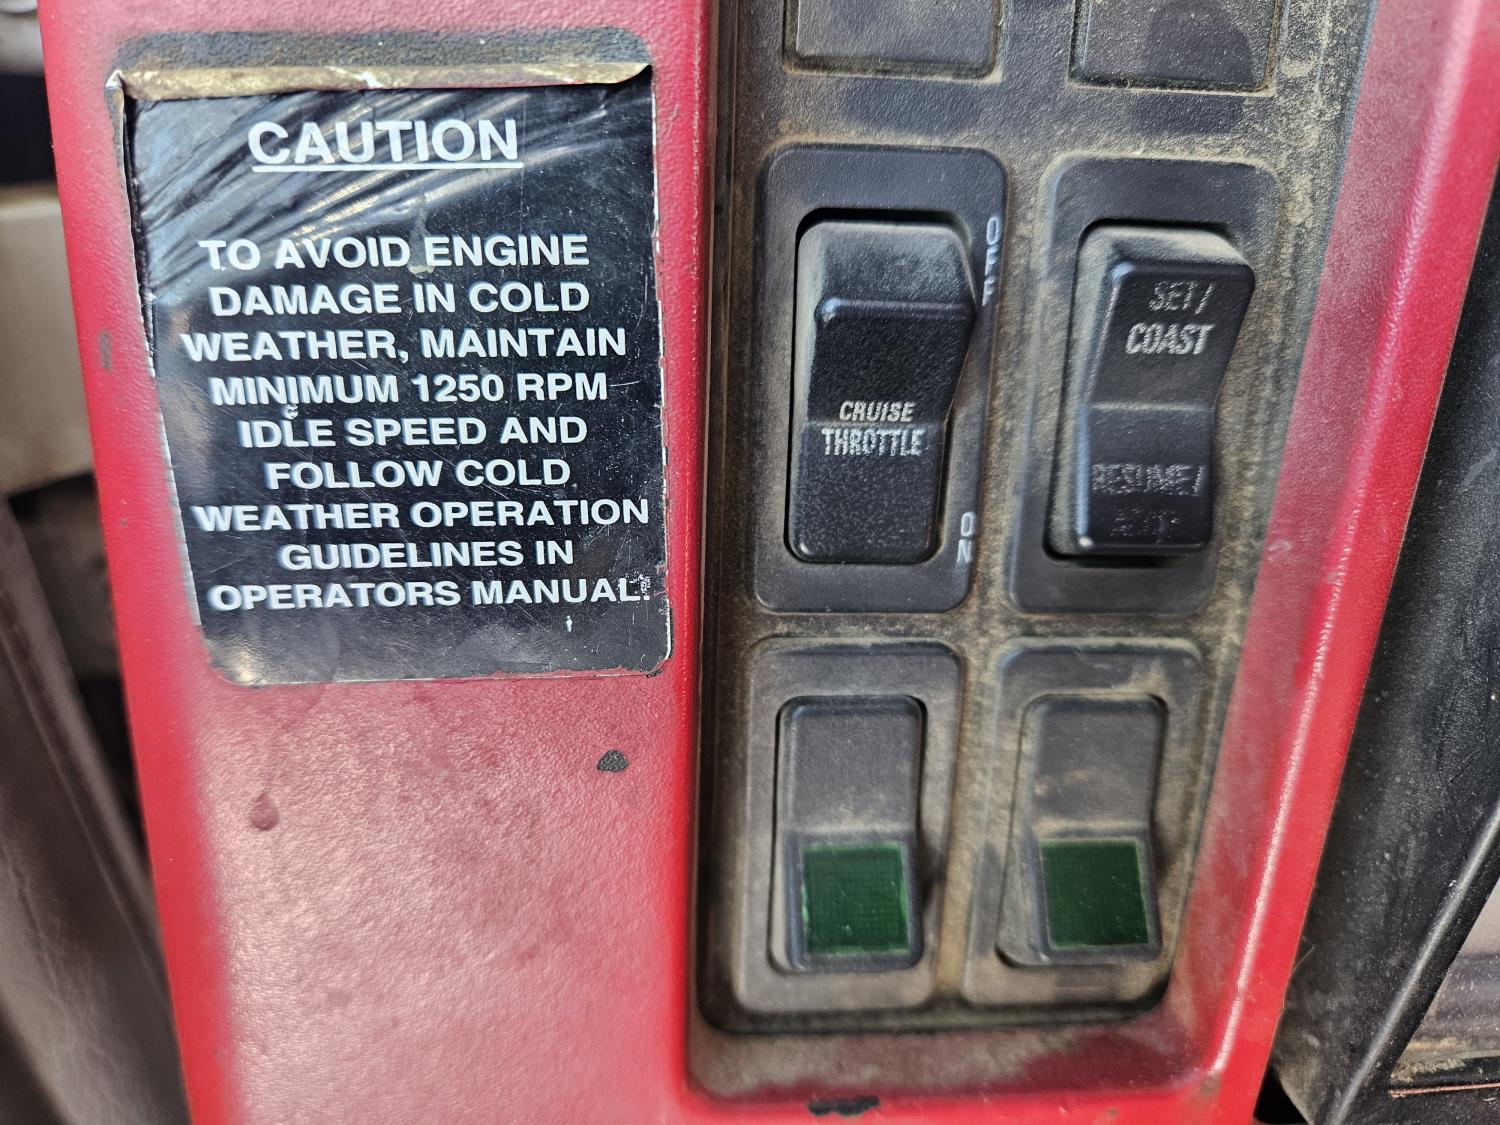 CAUTION
TO AVOID ENGINE
DAMAGE IN COLD
WEATHER, MAINTAIN
MINIMUM 1250 RPM
IDLE SPEED AND
FOLLOW COLD
WEATHER OPERATION
GUIDELINES IN
OPERATORS MANUAL.
OFF
CRUISE
THROTTLE
ON
SET/
COAST
RESUME/